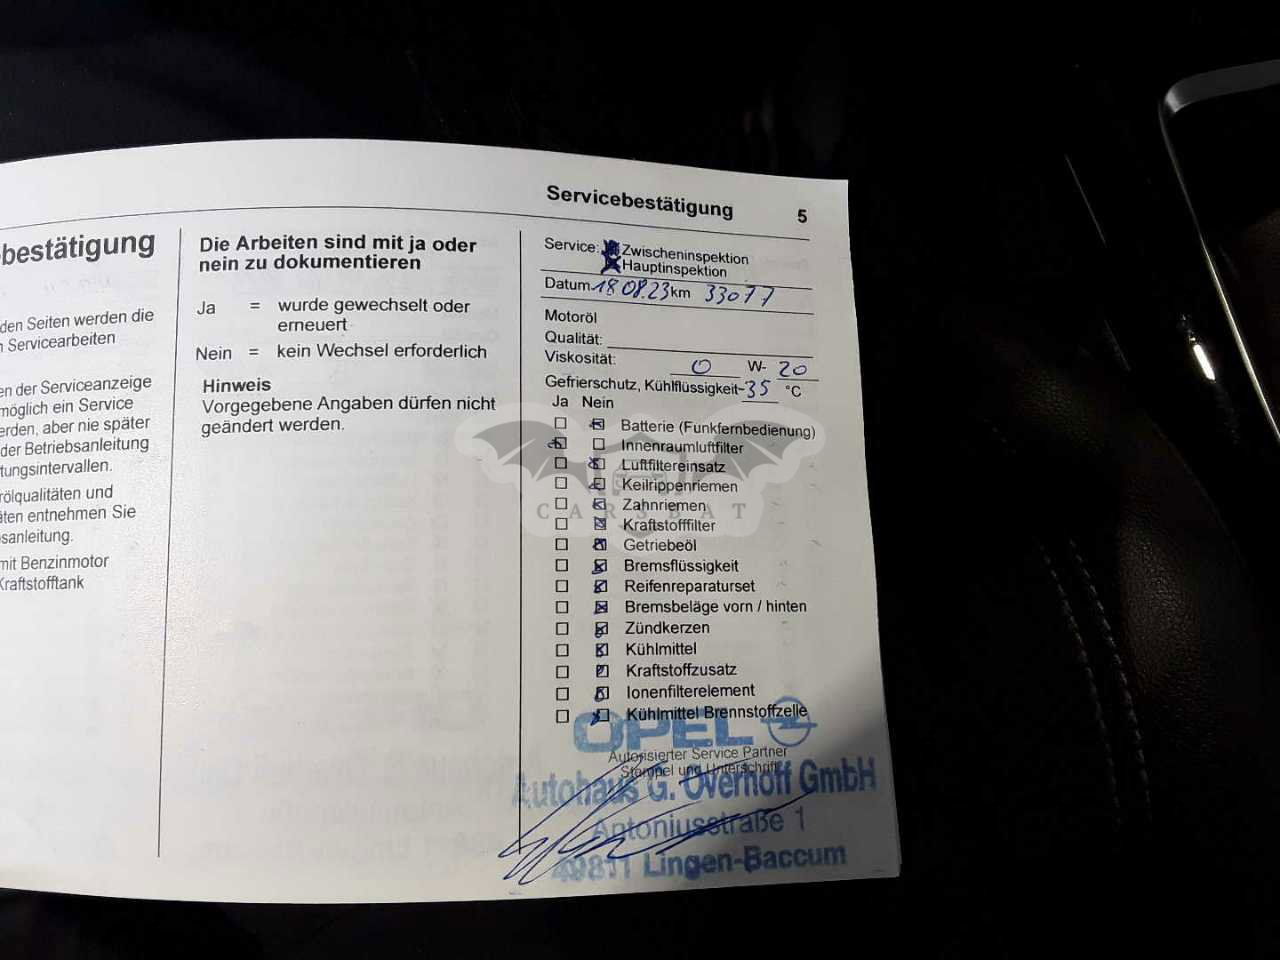 Servicebestätigung 5
bestätigung
den Seiten werden die
Servicearbeiten
en der Serviceanzeige
möglich ein Service
erden, aber nie später
der Betriebsanleitung
tungsintervallen.
rölqualitäten und
äten entnehmen Sie
sanleitung.
mit Benzinmotor
Kraftstofftank
Die Arbeiten sind mit ja oder
nein zu dokumentieren
Ja = wurde gewechselt oder
erneuert
Nein = kein Wechsel erforderlich
Hinweis
Vorgegebene Angaben dürfen nicht
geändert werden.
Service: Zwischeninspektion
Hauptinspektion
Datum 18.08.23 km 33077
Motoröl
Qualität:
Viskosität: 0 W- 20
Gefrierschutz, Kühlflüssigkeit -35 °C
Ja Nein
Batterie (Funkfernbedienung)
Innenraumluftfilter
Luftfiltereinsatz
Keilrippenriemen
Zahnriemen
CARSBAT
Kraftstofffilter
Getriebeöl
Bremsflüssigkeit
Reifenreparaturset
Bremsbeläge vorn / hinten
Zündkerzen
Kühlmittel
Kraftstoffzusatz
Ionenfilterelement
Kühlmittel Brennstoffzelle
OPEL
Autorisierter Service Partner
Stempel und Unterschrift
Autohaus G. Overhoff GmbH
Antoniusstraße 1
49811 Lingen-Baccum